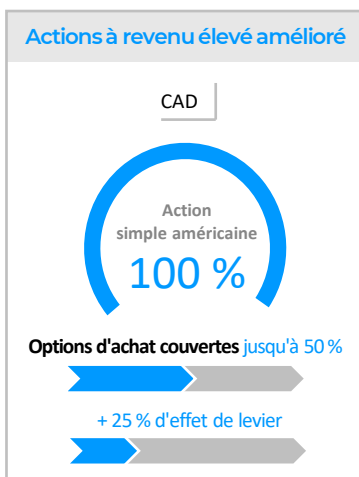 Actions à revenu élevé amélioré
CAD
Action
simple américaine
100 %
Options d'achat couvertes jusqu'à 50 %
+ 25 % d'effet de levier